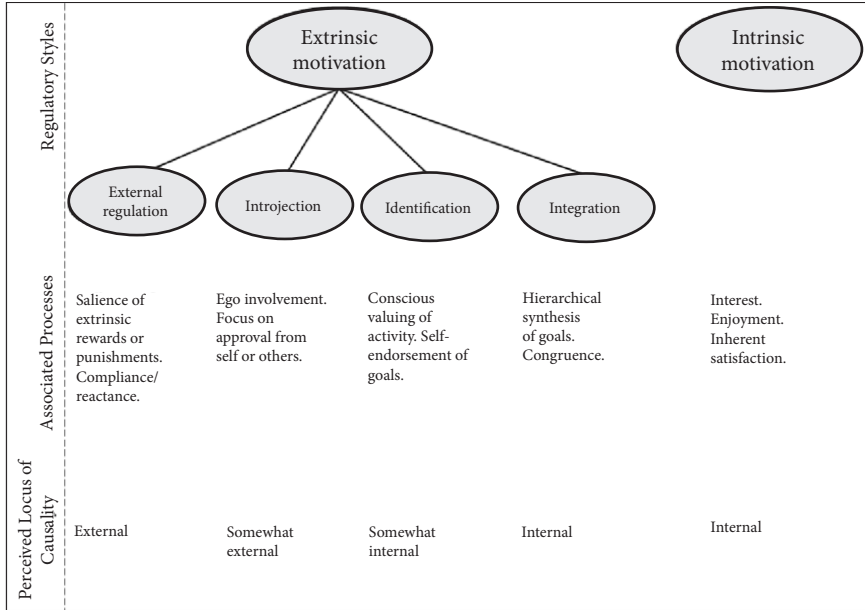 Regulatory Styles
Extrinsic
motivation
Intrinsic
motivation
External
regulation
Introjection
Identification
Integration
Associated Processes
Salience of
extrinsic
rewards or
punishments.
Compliance/
reactance.
Ego involvement.
Focus on
approval from
self or others.
Conscious
valuing of
activity. Self-
endorsement of
goals.
Hierarchical
synthesis
of goals.
Congruence.
Interest.
Enjoyment.
Inherent
satisfaction.
Perceived Locus of
Causality
External
Somewhat
external
Somewhat
internal
Internal
Internal